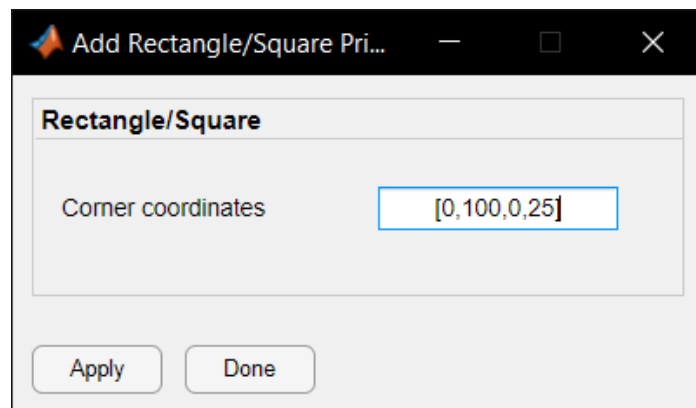 Add Rectangle/Square Pri...
Rectangle/Square
Corner coordinates [0,100,0,25]
Apply Done